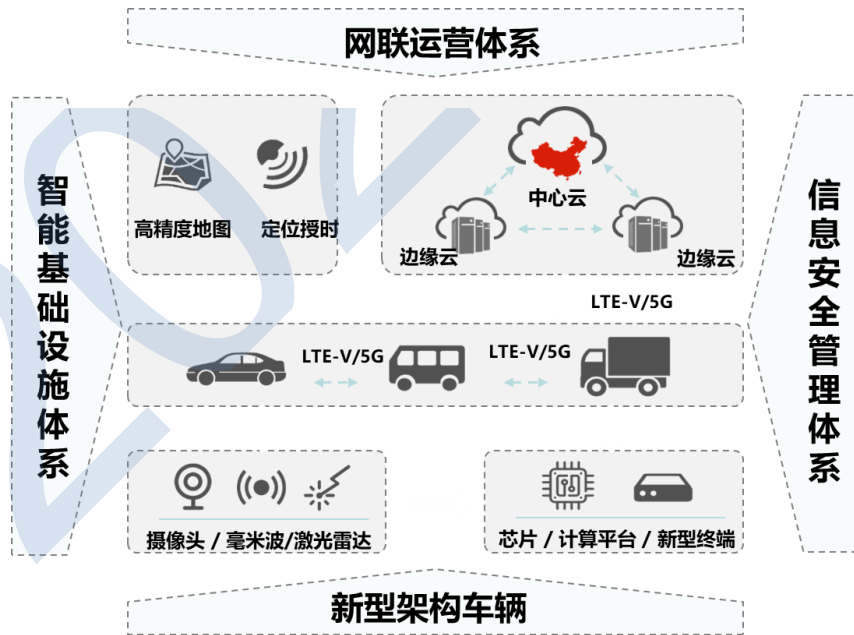 网联运营体系
智能基础设施体系
信息安全管理体系
高精度地图
定位授时
中心云
边缘云
边缘云
LTE-V/5G
LTE-V/5G
LTE-V/5G
摄像头 / 毫米波/激光雷达
芯片 / 计算平台 / 新型终端
新型架构车辆